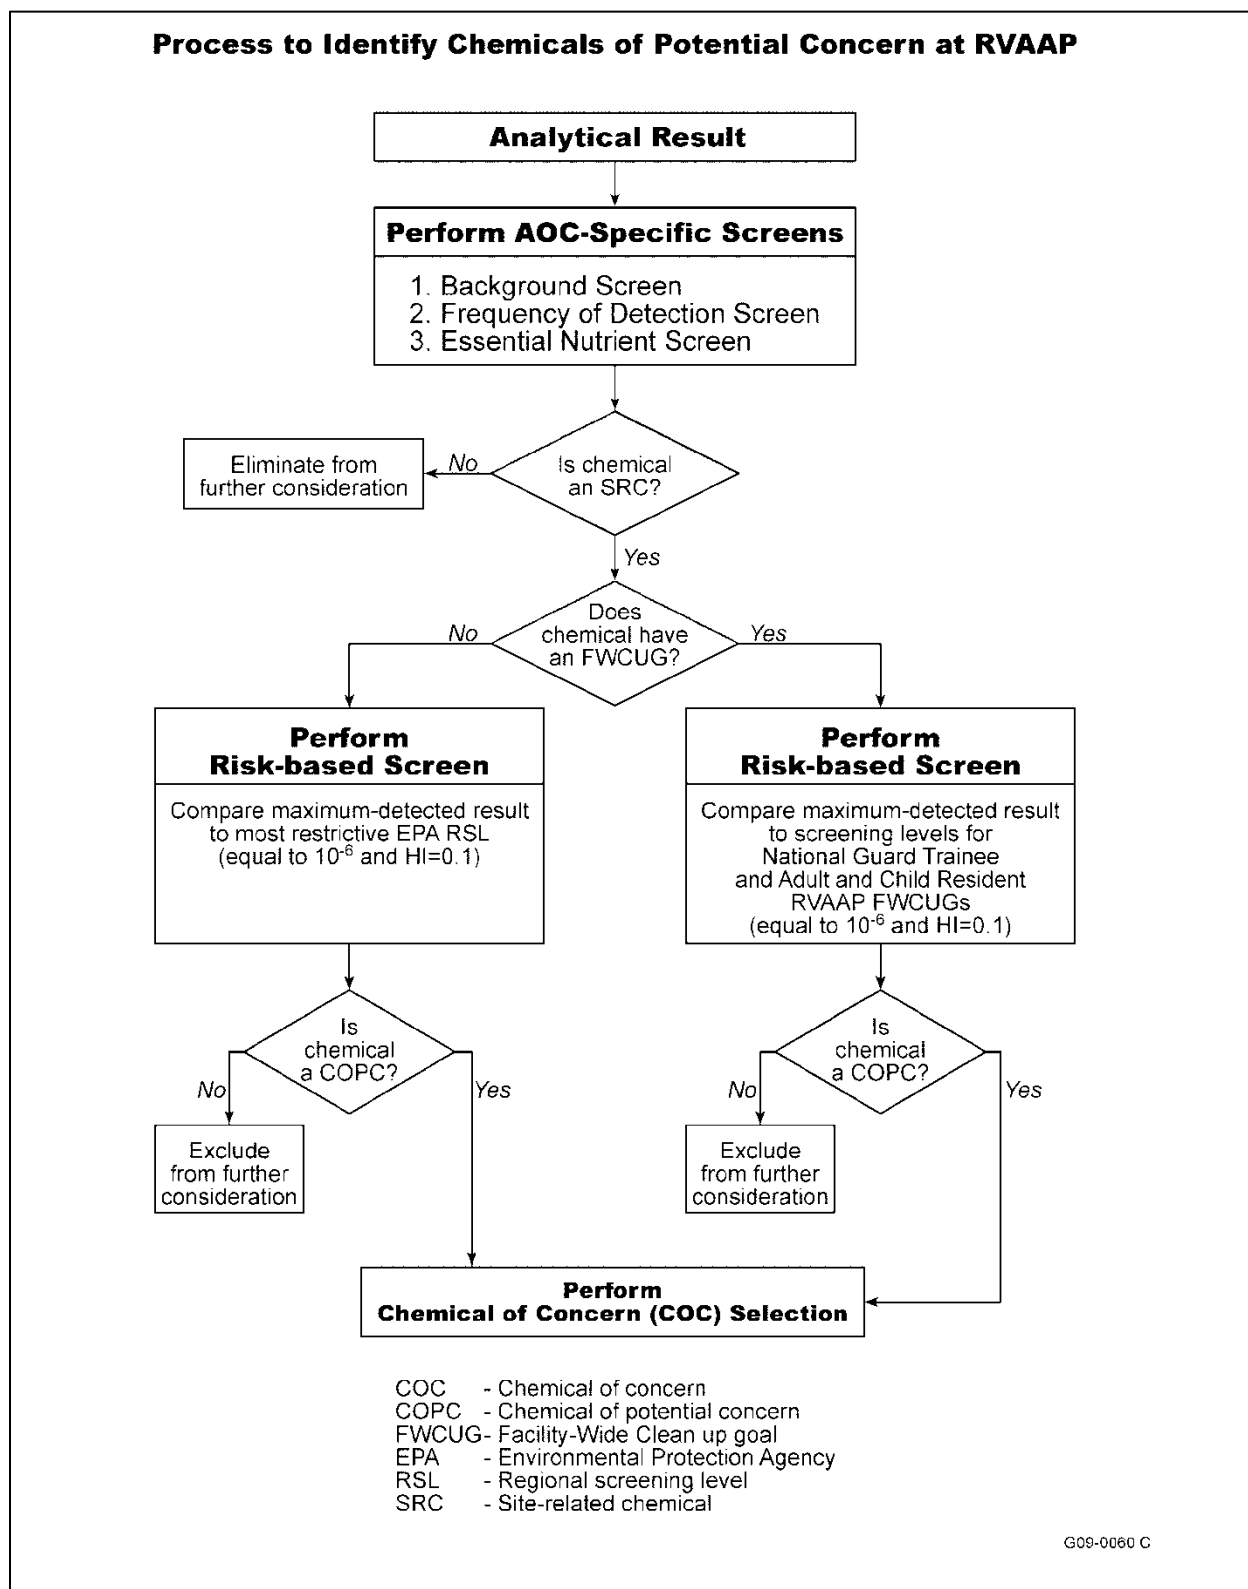 Process to Identify Chemicals of Potential Concern at RVAAP
Analytical Result
Perform AOC-Specific Screens
1. Background Screen
2. Frequency of Detection Screen
3. Essential Nutrient Screen
Is chemical
an SRC?
No
Eliminate from
further consideration
Yes
Does
chemical have
an FWCUG?
No
Yes
Perform
Risk-based Screen
Compare maximum-detected result
to most restrictive EPA RSL
(equal to 10⁻⁶ and HI=0.1)
Perform
Risk-based Screen
Compare maximum-detected result
to screening levels for
National Guard Trainee
and Adult and Child Resident
RVAAP FWCUGs
(equal to 10⁻⁶ and HI=0.1)
Is
chemical
a COPC?
No
Yes
Exclude
from further
consideration
Is
chemical
a COPC?
No
Yes
Exclude
from further
consideration
Perform
Chemical of Concern (COC) Selection
COC - Chemical of concern
COPC - Chemical of potential concern
FWCUG- Facility-Wide Clean up goal
EPA - Environmental Protection Agency
RSL - Regional screening level
SRC - Site-related chemical
G09-0060 C